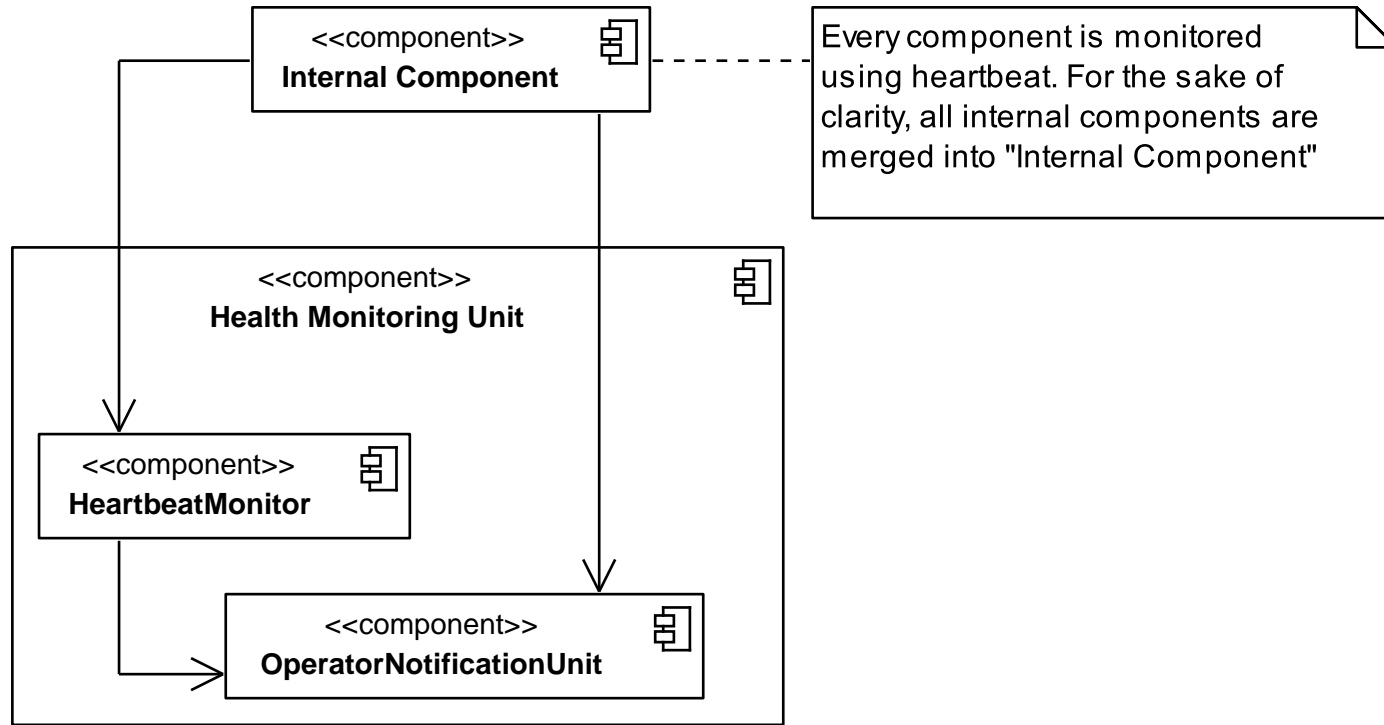 <<component>>
Internal Component
Every component is monitored
using heartbeat. For the sake of
clarity, all internal components are
merged into "Internal Component"
<<component>>
Health Monitoring Unit
<<component>>
HeartbeatMonitor
<<component>>
OperatorNotificationUnit